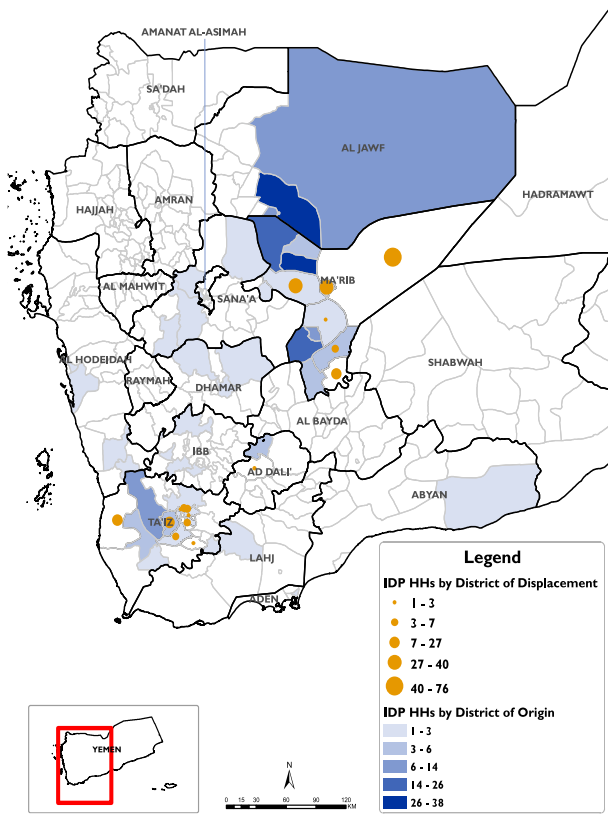 AMANAT AL-ASIMAH
SA'DAH
AL JAWF
HADRAMAWT
HAJJAH
AMRAN
MA'RIB
AL MAHWIT
SANA'A
AL HODEIDAH
RAYMAH
DHAMAR
SHABWAH
AL BAYDA
IBB
AD DALI'
ABYAN
TA'IZ
LAHJ
ADEN
Legend
IDP HHs by District of Displacement
1 - 3
3 - 7
7 - 27
27 - 40
40 - 76
IDP HHs by District of Origin
1 - 3
3 - 6
6 - 14
14 - 26
26 - 38
YEMEN
N
0 15 30 60 90 120
KM